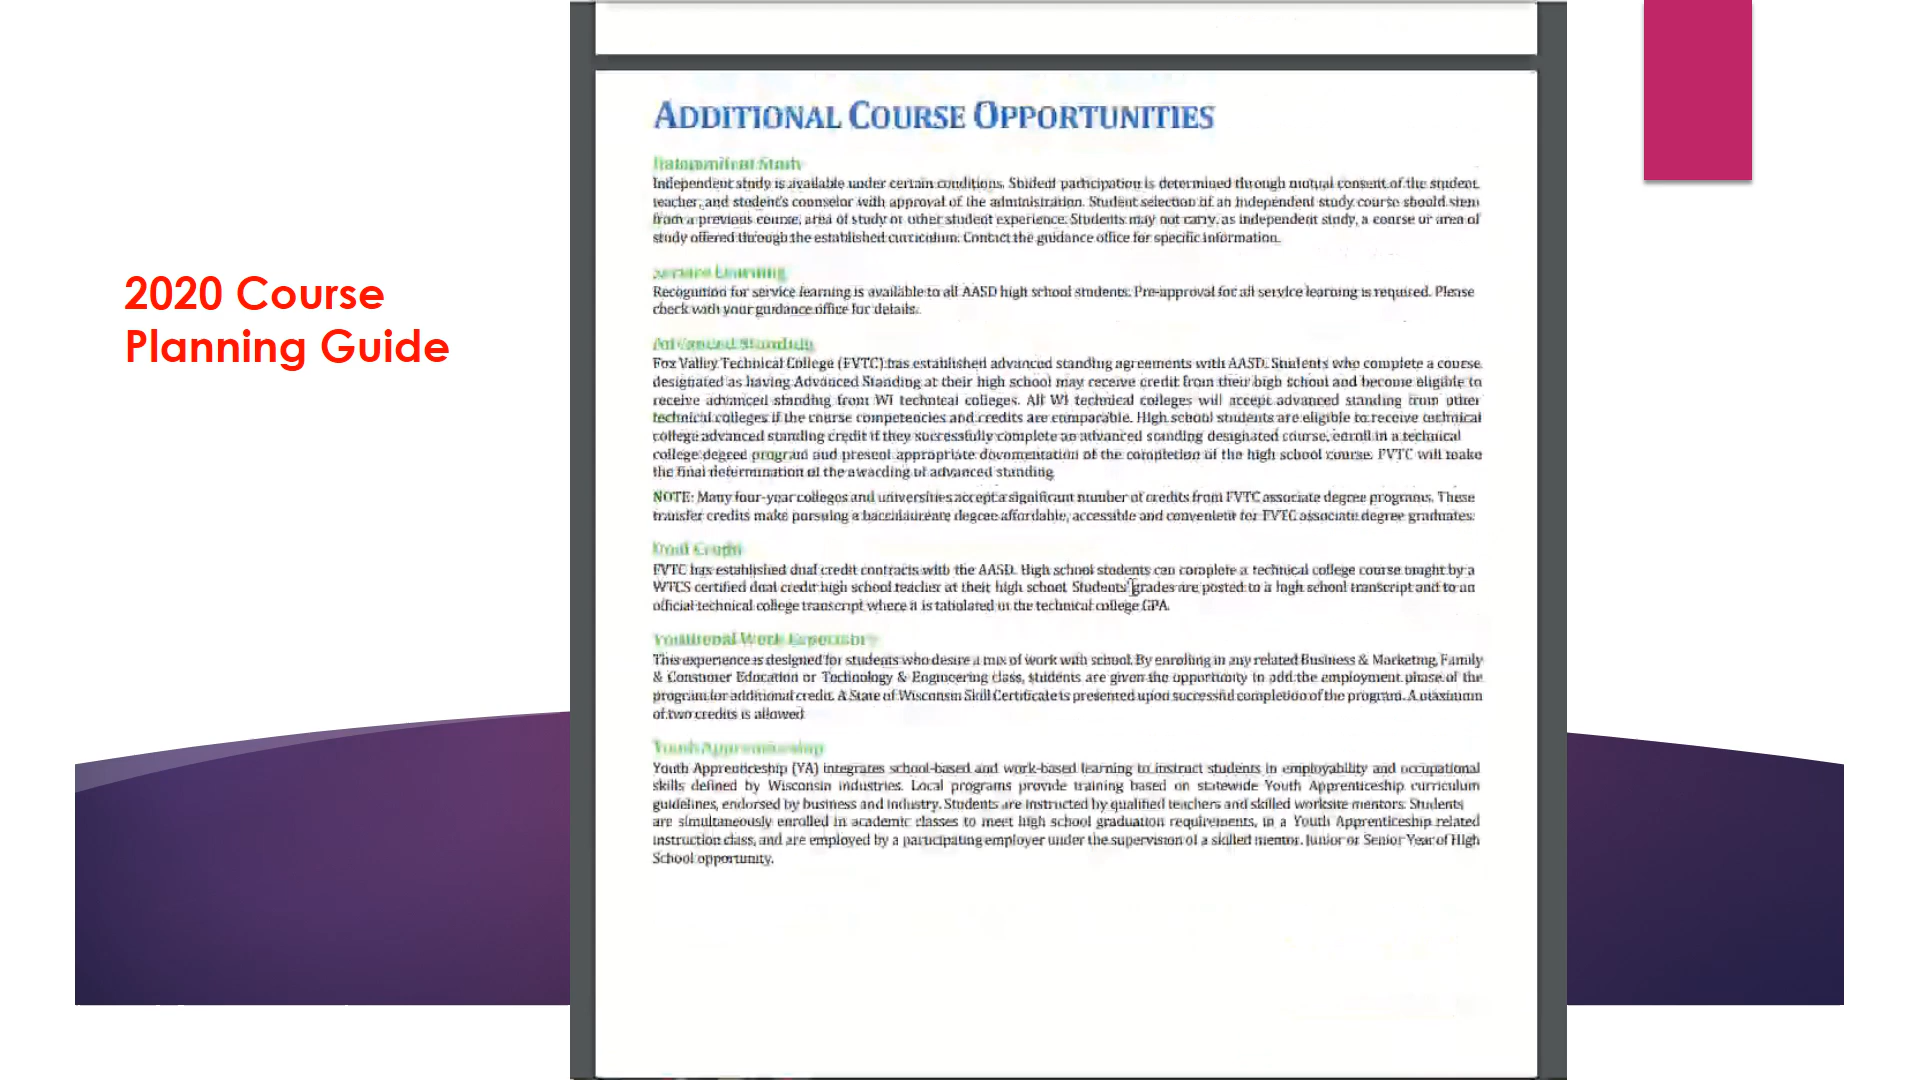 2020 Course
Planning Guide
ADDITIONAL COURSE OPPORTUNITIES
Independent Study
Independent study is available under certain conditions. Student participation is determined through mutual consent of the student,
teacher, and student's counselor with approval of the administration. Student selection of an independent study course should stem
from a previous course, area of study or other student experience. Students may not carry, as independent study, a course or area of
study offered through the established curriculum. Contact the guidance office for specific information.
Service Learning
Recognition for service learning is available to all AASD high school students. Pre-approval for all service learning is required. Please
check with your guidance office for details.
Advanced Standing
Fox Valley Technical College (FVTC) has established advanced standing agreements with AASD. Students who complete a course
designated as having Advanced Standing at their high school may receive credit from their high school and become eligible to
receive advanced standing from WI technical colleges. All WI technical colleges will accept advanced standing from other
technical colleges if the course competencies and credits are comparable. High school students are eligible to receive technical
college advanced standing credit if they successfully complete an advanced standing designated course, enroll in a technical
college degree program and present appropriate documentation of the completion of the high school course. FVTC will make
the final determination of the awarding of advanced standing.
NOTE: Many four-year colleges and universities accept a significant number of credits from FVTC associate degree programs. These
transfer credits make pursuing a baccalaureate degree affordable, accessible and convenient for FVTC associate degree graduates.
Dual Credit
FVTC has established dual credit contracts with the AASD. High school students can complete a technical college course taught by a
WTCS certified dual credit high school teacher at their high school. Students' grades are posted to a high school transcript and to an
official technical college transcript where it is tabulated in the technical college GPA.
Work
This experience is designed for students who desire a mix of work with school. By enrolling in any related Business & Marketing, Family
& Consumer Education or Technology & Engineering class, students are given the opportunity to add the employment phase of the
program for additional credit. A State of Wisconsin Skill Certificate is presented upon successful completion of the program. A maximum
of two credits is allowed.
Youth Apprenticeship
Youth Apprenticeship (YA) integrates school-based and work-based learning to instruct students in employability and occupational
skills defined by Wisconsin industries. Local programs provide training based on statewide Youth Apprenticeship curriculum
guidelines, endorsed by business and industry. Students are instructed by qualified teachers and skilled worksite mentors. Students
are simultaneously enrolled in academic classes to meet high school graduation requirements, in a Youth Apprenticeship related
instruction class, and are employed by a participating employer under the supervision of a skilled mentor. Junior or Senior Year of High
School opportunity.